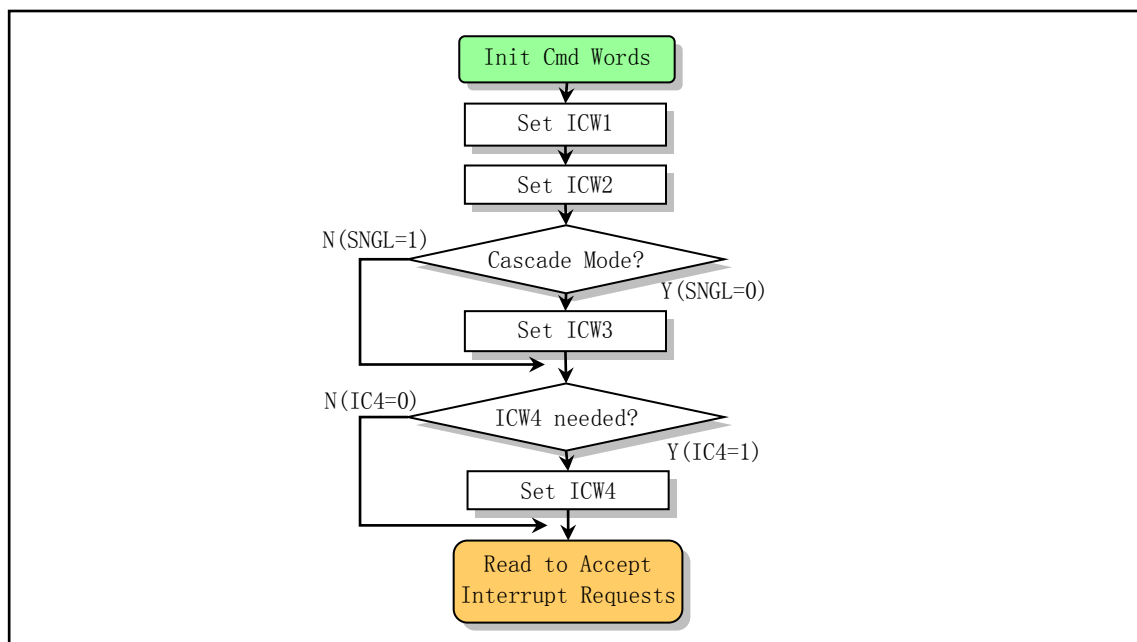 Init Cmd Words
Set ICW1
Set ICW2
N(SNGL=1)
Cascade Mode?
Y(SNGL=0)
Set ICW3
N(IC4=0)
ICW4 needed?
Y(IC4=1)
Set ICW4
Read to Accept
Interrupt Requests